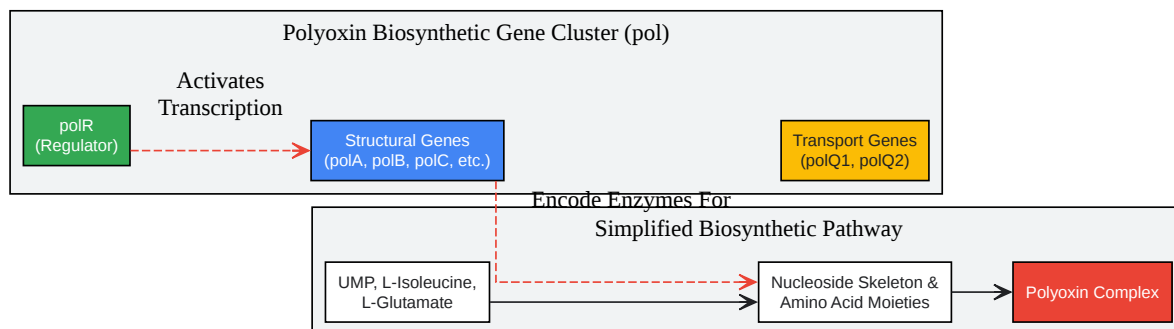 Polyoxin Biosynthetic Gene Cluster (pol)
Activates
Transcription
polR
(Regulator)
Structural Genes
(polA, polB, polC, etc.)
Transport Genes
(polQ1, polQ2)
Encode Enzymes For
Simplified Biosynthetic Pathway
UMP, L-Isoleucine,
L-Glutamate
Nucleoside Skeleton &
Amino Acid Moieties
Polyoxin Complex